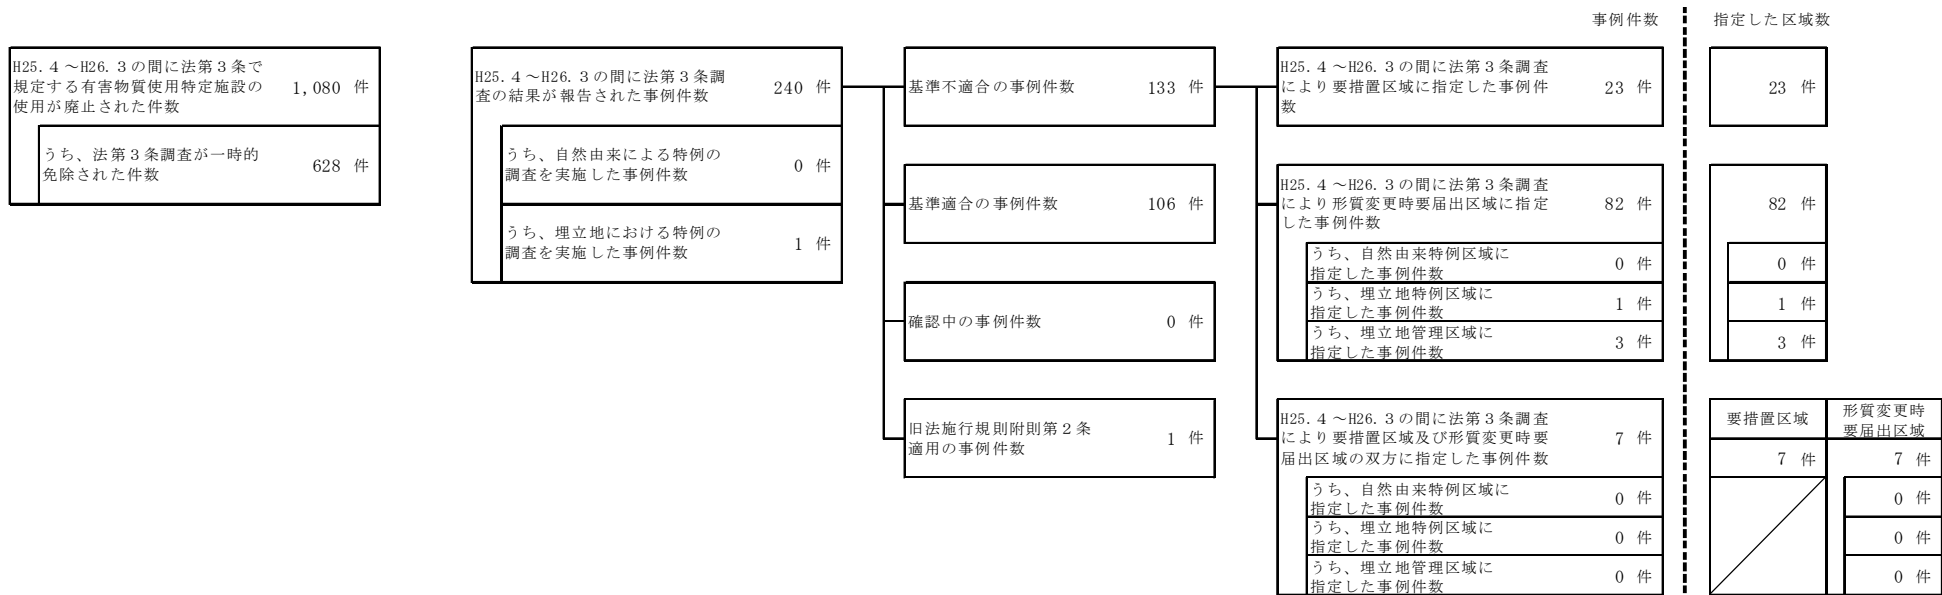 事例件数
指定した区域数
H25.4～H26.3の間に法第3条で
規定する有害物質使用特定施設の
使用が廃止された件数
1,080 件
うち、法第3条調査が一時的
免除された件数
628 件
H25.4～H26.3の間に法第3条調
査の結果が報告された事例件数
240 件
うち、自然由来による特例の
調査を実施した事例件数
0 件
うち、埋立地における特例の
調査を実施した事例件数
1 件
基準不適合の事例件数 133 件
基準適合の事例件数 106 件
確認中の事例件数 0 件
旧法施行規則附則第2条
適用の事例件数
1 件
H25.4～H26.3の間に法第3条調査
により要措置区域に指定した事例件
数
23 件
23 件
H25.4～H26.3の間に法第3条調査
により形質変更時要届出区域に指定
した事例件数
82 件
82 件
うち、自然由来特例区域に
指定した事例件数
0 件
0 件
うち、埋立地特例区域に
指定した事例件数
1 件
1 件
うち、埋立地管理区域に
指定した事例件数
3 件
3 件
H25.4～H26.3の間に法第3条調査
により要措置区域及び形質変更時要
届出区域の双方に指定した事例件数
7 件
要措置区域
形質変更時
要届出区域
7 件
7 件
うち、自然由来特例区域に
指定した事例件数
0 件
0 件
うち、埋立地特例区域に
指定した事例件数
0 件
0 件
うち、埋立地管理区域に
指定した事例件数
0 件
0 件